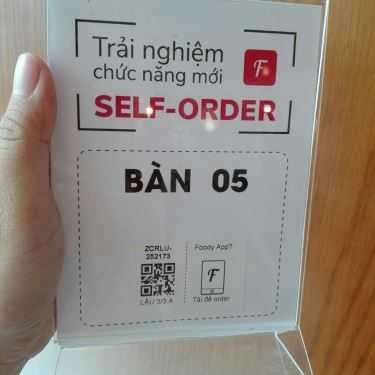 Trải nghiệm
chức năng mới
F
SELF-ORDER
BÀN 05
ZCRLU-
252173
LẦU 3/3 A
Foody App?
F
Tải để order